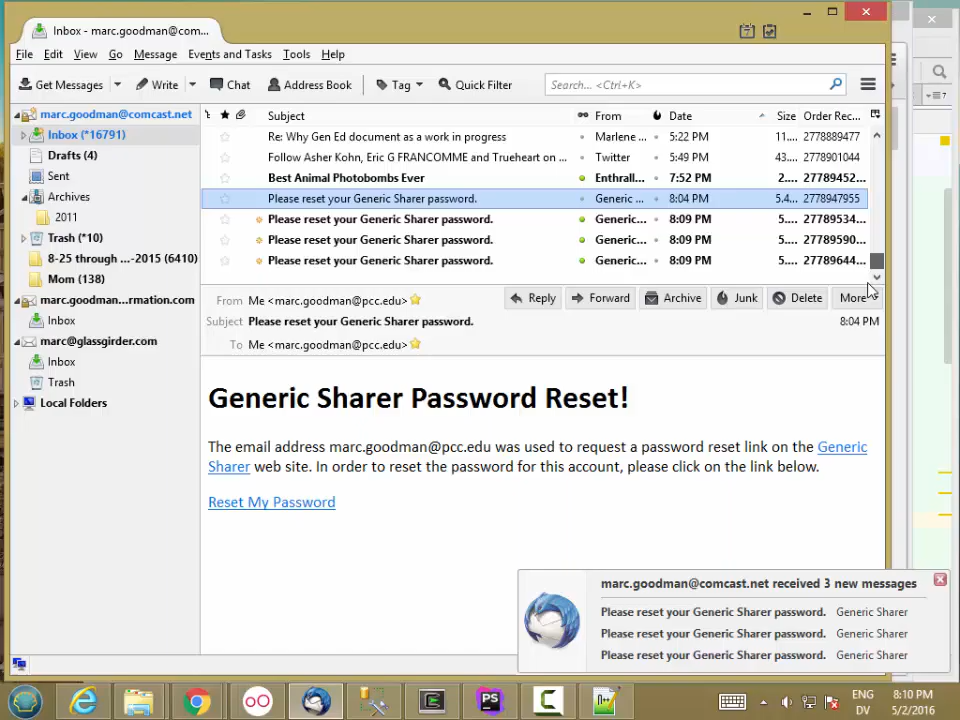 Inbox - marc.goodman@com...
File Edit View Go Message Events and Tasks Tools Help
Get Messages Write Chat Address Book Tag Quick Filter Search... <Ctrl+K>
marc.goodman@comcast.net
Inbox (*16791)
Drafts (4)
Sent
Archives
2011
Trash (*10)
8-25 through ...-2015 (6410)
Mom (138)
marc.goodman...rmation.com
Inbox
marc@glassgirder.com
Inbox
Trash
Local Folders
Subject From Date Size Order Rec...
Re: Why Gen Ed document as a work in progress Marlene ... 5:22 PM 11.... 2778889477
Follow Asher Kohn, Eric G FRANCOMME and Trueheart on ... Twitter 5:49 PM 43.... 2778901044
Best Animal Photobombs Ever Enthrall... 7:52 PM 2.... 27789452...
Please reset your Generic Sharer password. Generic ... 8:04 PM 5.4... 2778947955
Please reset your Generic Sharer password. Generic... 8:09 PM 5.... 27789534...
Please reset your Generic Sharer password. Generic... 8:09 PM 5.... 27789590...
Please reset your Generic Sharer password. Generic... 8:09 PM 5.... 27789644...
From Me <marc.goodman@pcc.edu> Reply Forward Archive Junk Delete More
Subject Please reset your Generic Sharer password. 8:04 PM
To Me <marc.goodman@pcc.edu>
Generic Sharer Password Reset!
The email address marc.goodman@pcc.edu was used to request a password reset link on the Generic
Sharer web site. In order to reset the password for this account, please click on the link below.
Reset My Password
marc.goodman@comcast.net received 3 new messages
Please reset your Generic Sharer password. Generic Sharer
Please reset your Generic Sharer password. Generic Sharer
Please reset your Generic Sharer password. Generic Sharer
ENG 8:10 PM
DV 5/2/2016